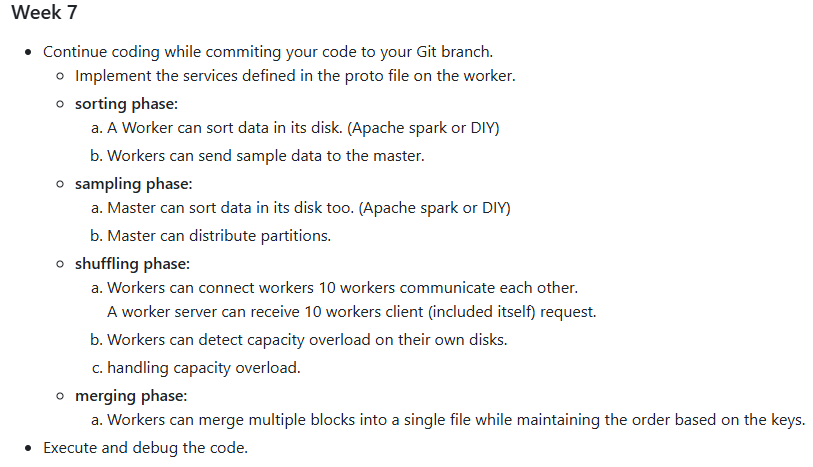 Week 7
Continue coding while commiting your code to your Git branch.
Implement the services defined in the proto file on the worker.
sorting phase:
a. A Worker can sort data in its disk. (Apache spark or DIY)
b. Workers can send sample data to the master.
sampling phase:
a. Master can sort data in its disk too. (Apache spark or DIY)
b. Master can distribute partitions.
shuffling phase:
a. Workers can connect workers 10 workers communicate each other.
A worker server can receive 10 workers client (included itself) request.
b. Workers can detect capacity overload on their own disks.
c. handling capacity overload.
merging phase:
a. Workers can merge multiple blocks into a single file while maintaining the order based on the keys.
Execute and debug the code.